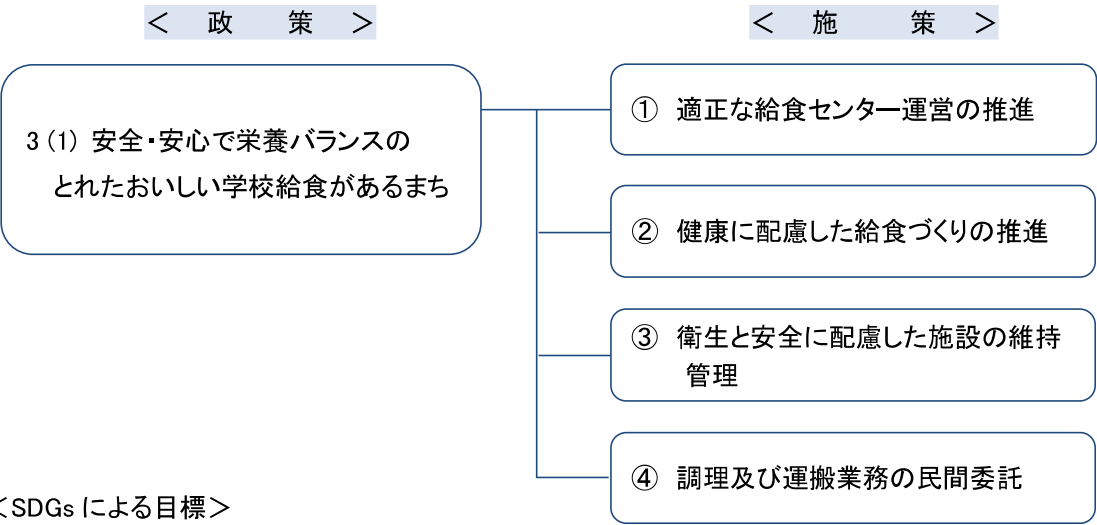 ＜　政　　策　＞
＜　施　　策　＞
3(1) 安全・安心で栄養バランスの
とれたおいしい学校給食があるまち
①　適正な給食センター運営の推進
②　健康に配慮した給食づくりの推進
③　衛生と安全に配慮した施設の維持
管理
④　調理及び運搬業務の民間委託
＜SDGs による目標＞